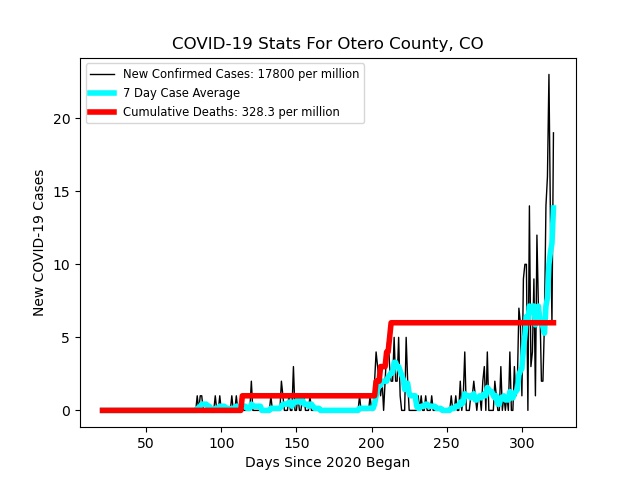 COVID-19 Stats For Otero County, CO
New Confirmed Cases: 17800 per million
7 Day Case Average
Cumulative Deaths: 328.3 per million
New COVID-19 Cases
20
15
10
5
0
50 100 150 200 250 300
Days Since 2020 Began